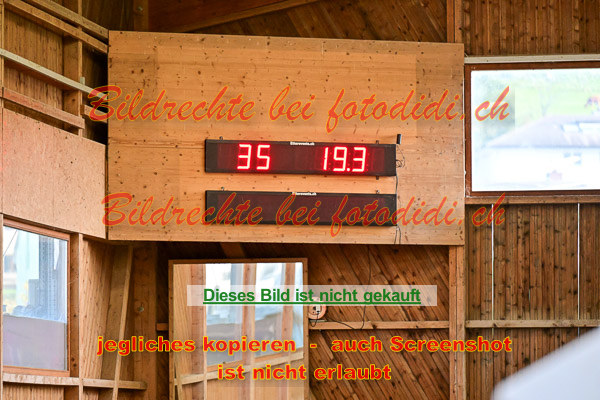 Bildrechte bei fotodidi.ch
35 19.3
Bildrechte bei fotodidi.ch
Dieses Bild ist nicht gekauft
jegliches kopieren - auch Screenshot
ist nicht erlaubt